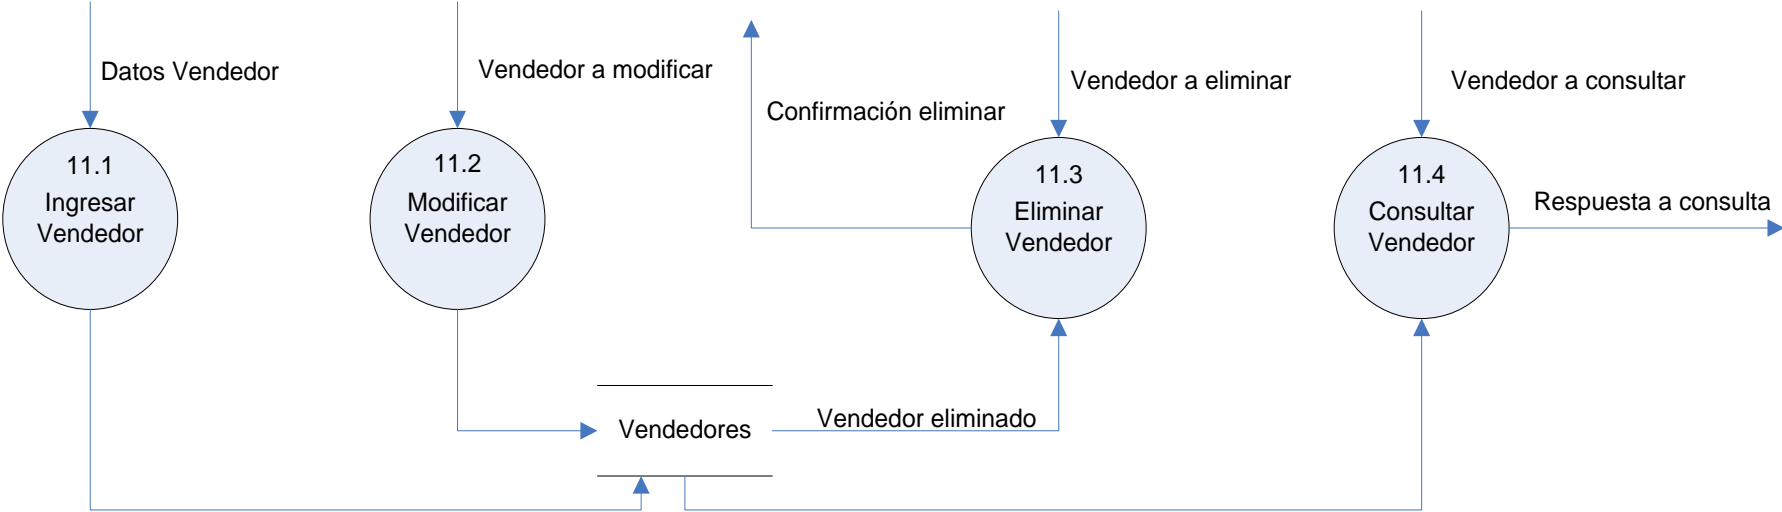 Datos Vendedor
Vendedor a modificar
Confirmación eliminar
Vendedor a eliminar
Vendedor a consultar
11.1
Ingresar
Vendedor
11.2
Modificar
Vendedor
11.3
Eliminar
Vendedor
11.4
Consultar
Vendedor
Respuesta a consulta
Vendedores
Vendedor eliminado